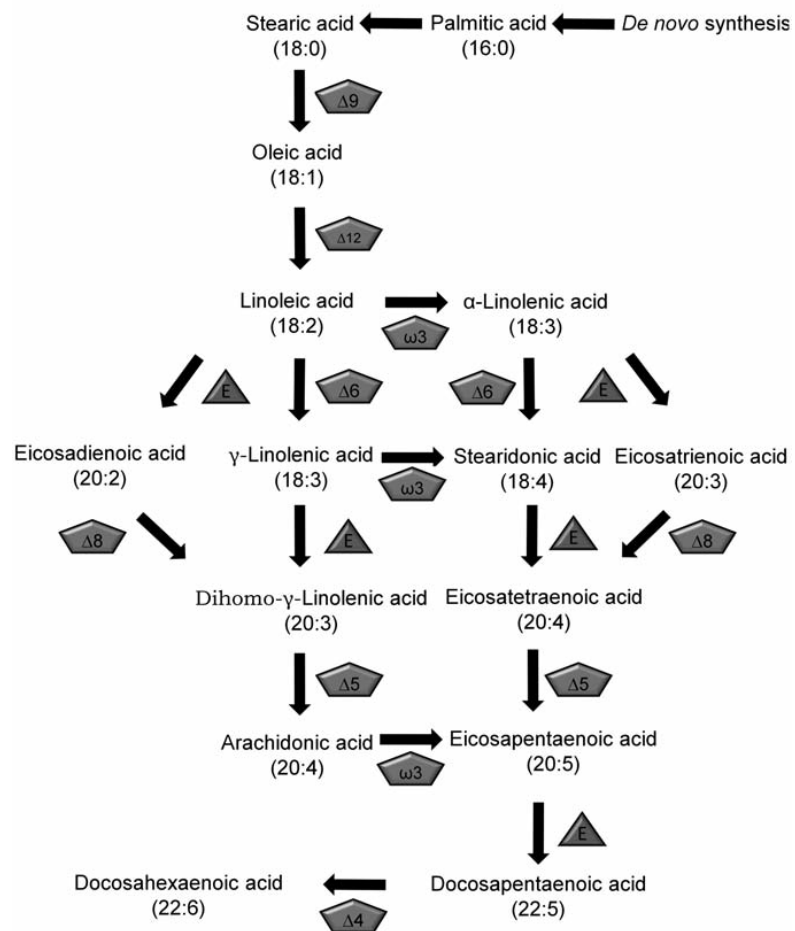 Stearic acid Palmitic acid De novo synthesis
(18:0) (16:0)
Δ9
Oleic acid
(18:1)
Δ12
Linoleic acid α-Linolenic acid
(18:2) (18:3)
ω3
E Δ6 Δ6 E
Eicosadienoic acid γ-Linolenic acid Stearidonic acid Eicosatrienoic acid
(20:2) (18:3) (18:4) (20:3)
ω3
Δ8 E E Δ8
Dihomo-γ-Linolenic acid Eicosatetraenoic acid
(20:3) (20:4)
Δ5 Δ5
Arachidonic acid Eicosapentaenoic acid
(20:4) (20:5)
ω3
E
Docosahexaenoic acid Docosapentaenoic acid
(22:6) (22:5)
Δ4